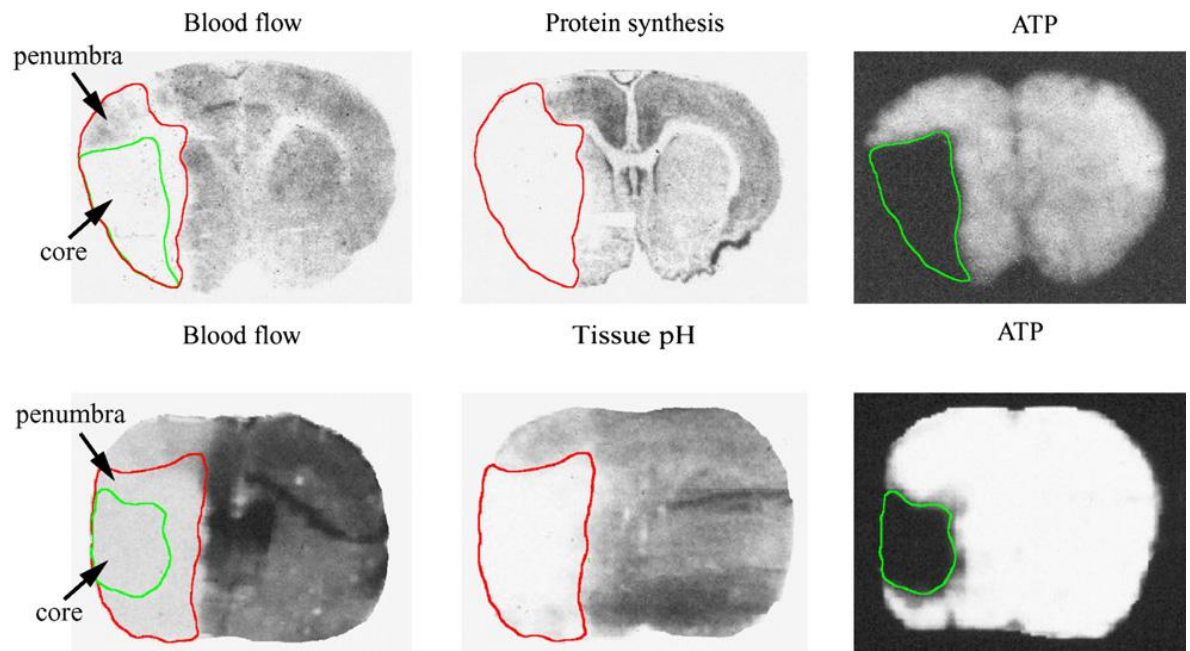 Blood flow
Protein synthesis
ATP
penumbra
core
Blood flow
Tissue pH
ATP
penumbra
core